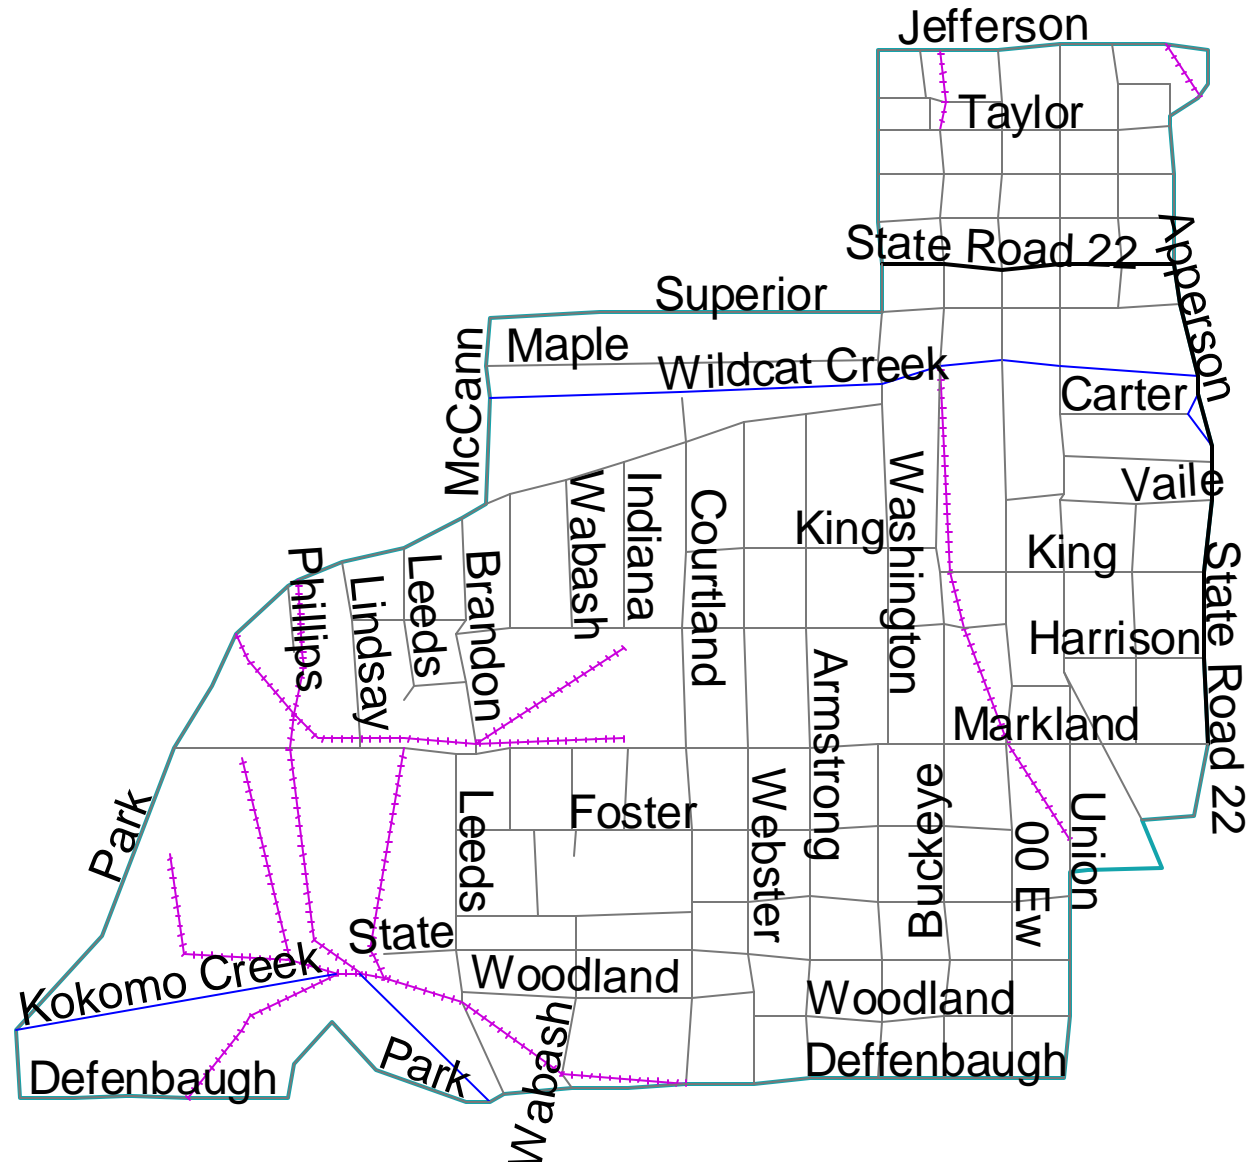 Jefferson
Taylor
State Road 22
Apperson
Superior
Maple
McCann
Wildcat Creek
Carter
Vaile
Washington
Wabash
Indiana
Courtland
King
King
Phillips
Lindsay
Leeds
Brandon
State Road 22
Harrison
Armstrong
Markland
Park
Leeds
Foster
Webster
Buckeye
00 Ew
Union
State
Kokomo Creek
Woodland
Woodland
Wabash
Defenbaugh
Park
Deffenbaugh